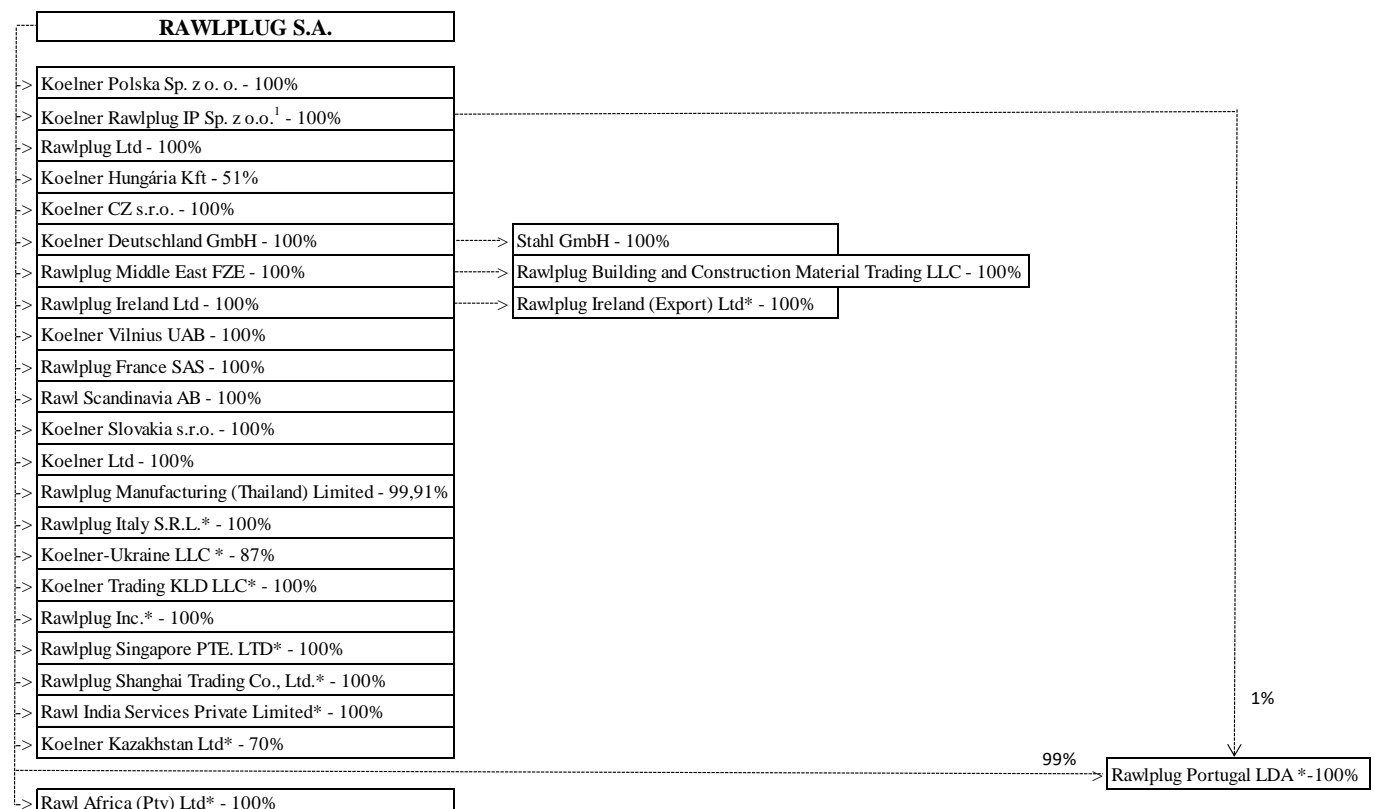 RAWLPLUG S.A.
Koelner Polska Sp. z o. o. - 100%
Koelner Rawlplug IP Sp. z o.o.1 - 100%
Rawlplug Ltd - 100%
Koelner Hungária Kft - 51%
Koelner CZ s.r.o. - 100%
Koelner Deutschland GmbH - 100%
Stahl GmbH - 100%
Rawlplug Middle East FZE - 100%
Rawlplug Building and Construction Material Trading LLC - 100%
Rawlplug Ireland Ltd - 100%
Rawlplug Ireland (Export) Ltd* - 100%
Koelner Vilnius UAB - 100%
Rawlplug France SAS - 100%
Rawl Scandinavia AB - 100%
Koelner Slovakia s.r.o. - 100%
Koelner Ltd - 100%
Rawlplug Manufacturing (Thailand) Limited - 99,91%
Rawlplug Italy S.R.L.* - 100%
Koelner-Ukraine LLC * - 87%
Koelner Trading KLD LLC* - 100%
Rawlplug Inc.* - 100%
Rawlplug Singapore PTE. LTD* - 100%
Rawlplug Shanghai Trading Co., Ltd.* - 100%
Rawl India Services Private Limited* - 100%
1%
Koelner Kazakhstan Ltd* - 70%
99%
Rawlplug Portugal LDA *-100%
Rawl Africa (Pty) Ltd* - 100%